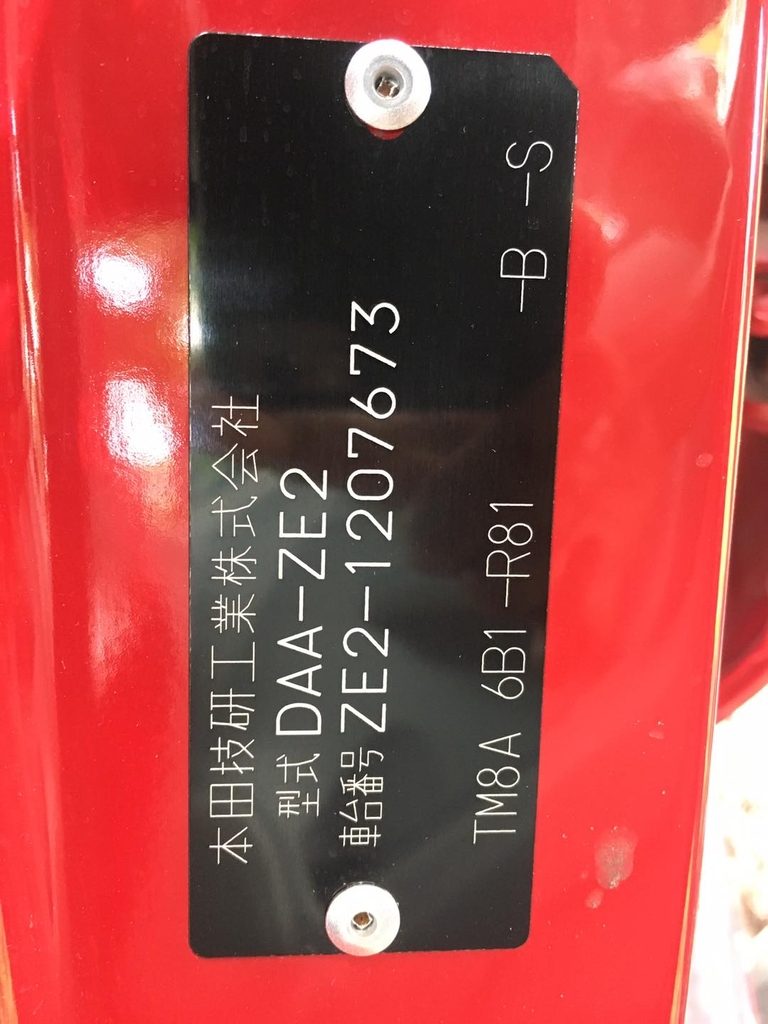 本田技研工業株式会社
型式 DAA-ZE2
車台番号 ZE2-1207673
TM8A 6B1 -R81 -B -S